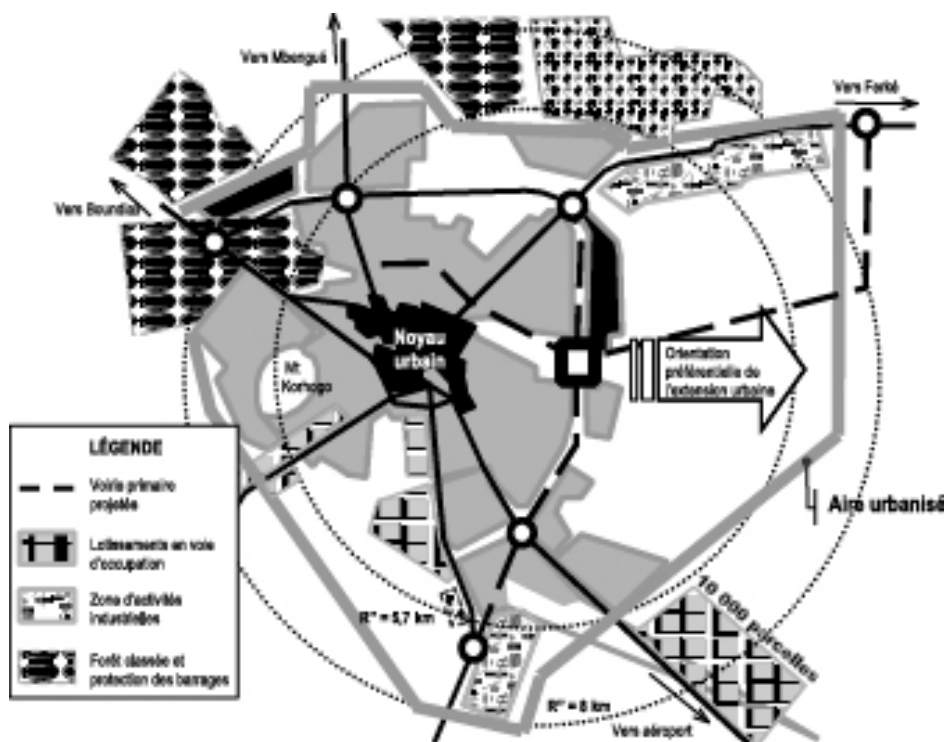 Vers Mbengué
Vers Ferké
Vers Boundiali
Noyau
urbain
Mt
Korhogo
Orientation
préférentielle de
l'extension urbaine
LÉGENDE
Voirie primaire
projetée
Lotissements en voie
d'occupation
Zone d'activités
industrielles
Forêt classée et
protection des barrages
Aire urbanisé
10 000 parcelles
R" = 5,7 km
R" = 8 km
Vers aéroport